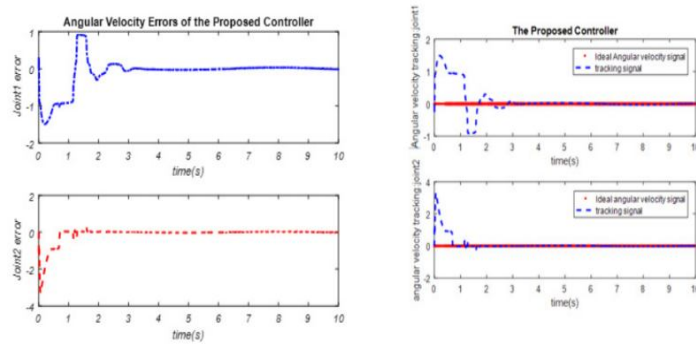 Angular Velocity Errors of the Proposed Controller
Joint1 error
1
0
-1
-2
0 1 2 3 4 5 6 7 8 9 10
time(s)
Joint2 error
2
0
-2
-4
0 1 2 3 4 5 6 7 8 9 10
time(s)
The Proposed Controller
Angular velocity tracking joint1
2
1
0
-1
Ideal Angular velocity signal
tracking signal
0 1 2 3 4 5 6 7 8 9 10
time(s)
angular velocity tracking joint2
4
2
0
-2
Ideal angular velocity signal
tracking signal
0 1 2 3 4 5 6 7 8 9 10
time(s)